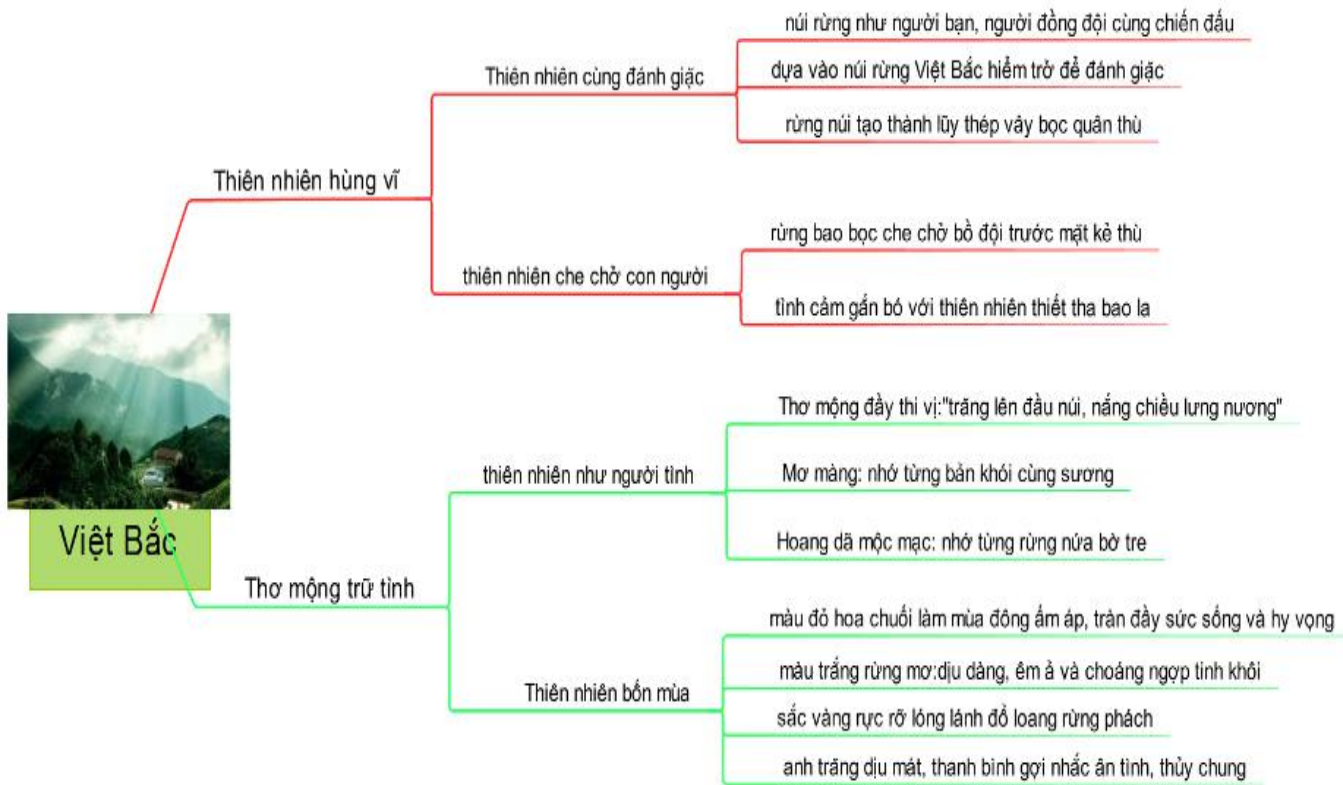 Việt Bắc
Thiên nhiên hùng vĩ
Thiên nhiên cùng đánh giặc
núi rừng như người bạn, người đồng đội cùng chiến đấu
dựa vào núi rừng Việt Bắc hiểm trở để đánh giặc
rừng núi tạo thành lũy thép vây bọc quân thù
thiên nhiên che chở con người
rừng bao bọc che chở bồ đội trước mặt kẻ thù
tình cảm gắn bó với thiên nhiên thiết tha bao la
Thơ mộng trữ tình
thiên nhiên như người tình
Thơ mộng đầy thi vị:"trăng lên đầu núi, nắng chiều lưng nương"
Mơ màng: nhớ từng bản khói cùng sương
Hoang dã mộc mạc: nhớ từng rừng nứa bờ tre
Thiên nhiên bốn mùa
màu đỏ hoa chuối làm mùa đông ấm áp, tràn đầy sức sống và hy vọng
màu trắng rừng mơ:dịu dàng, êm ả và choáng ngợp tinh khôi
sắc vàng rực rỡ lóng lánh đổ loang rừng phách
anh trăng dịu mát, thanh bình gợi nhắc ân tình, thủy chung